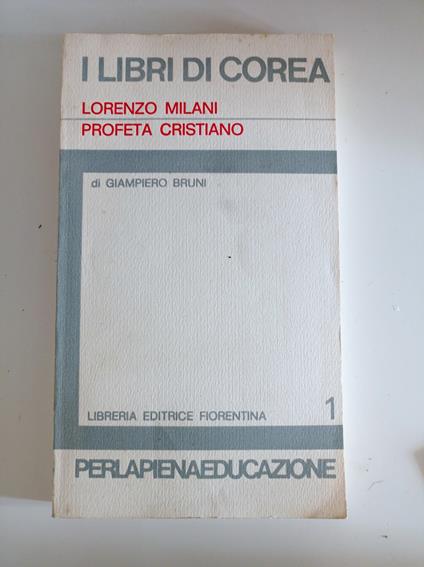 I LIBRI DI COREA
LORENZO MILANI
PROFETA CRISTIANO
di GIAMPIERO BRUNI
LIBRERIA EDITRICE FIORENTINA 1
PERLAPIENAEDUCAZIONE